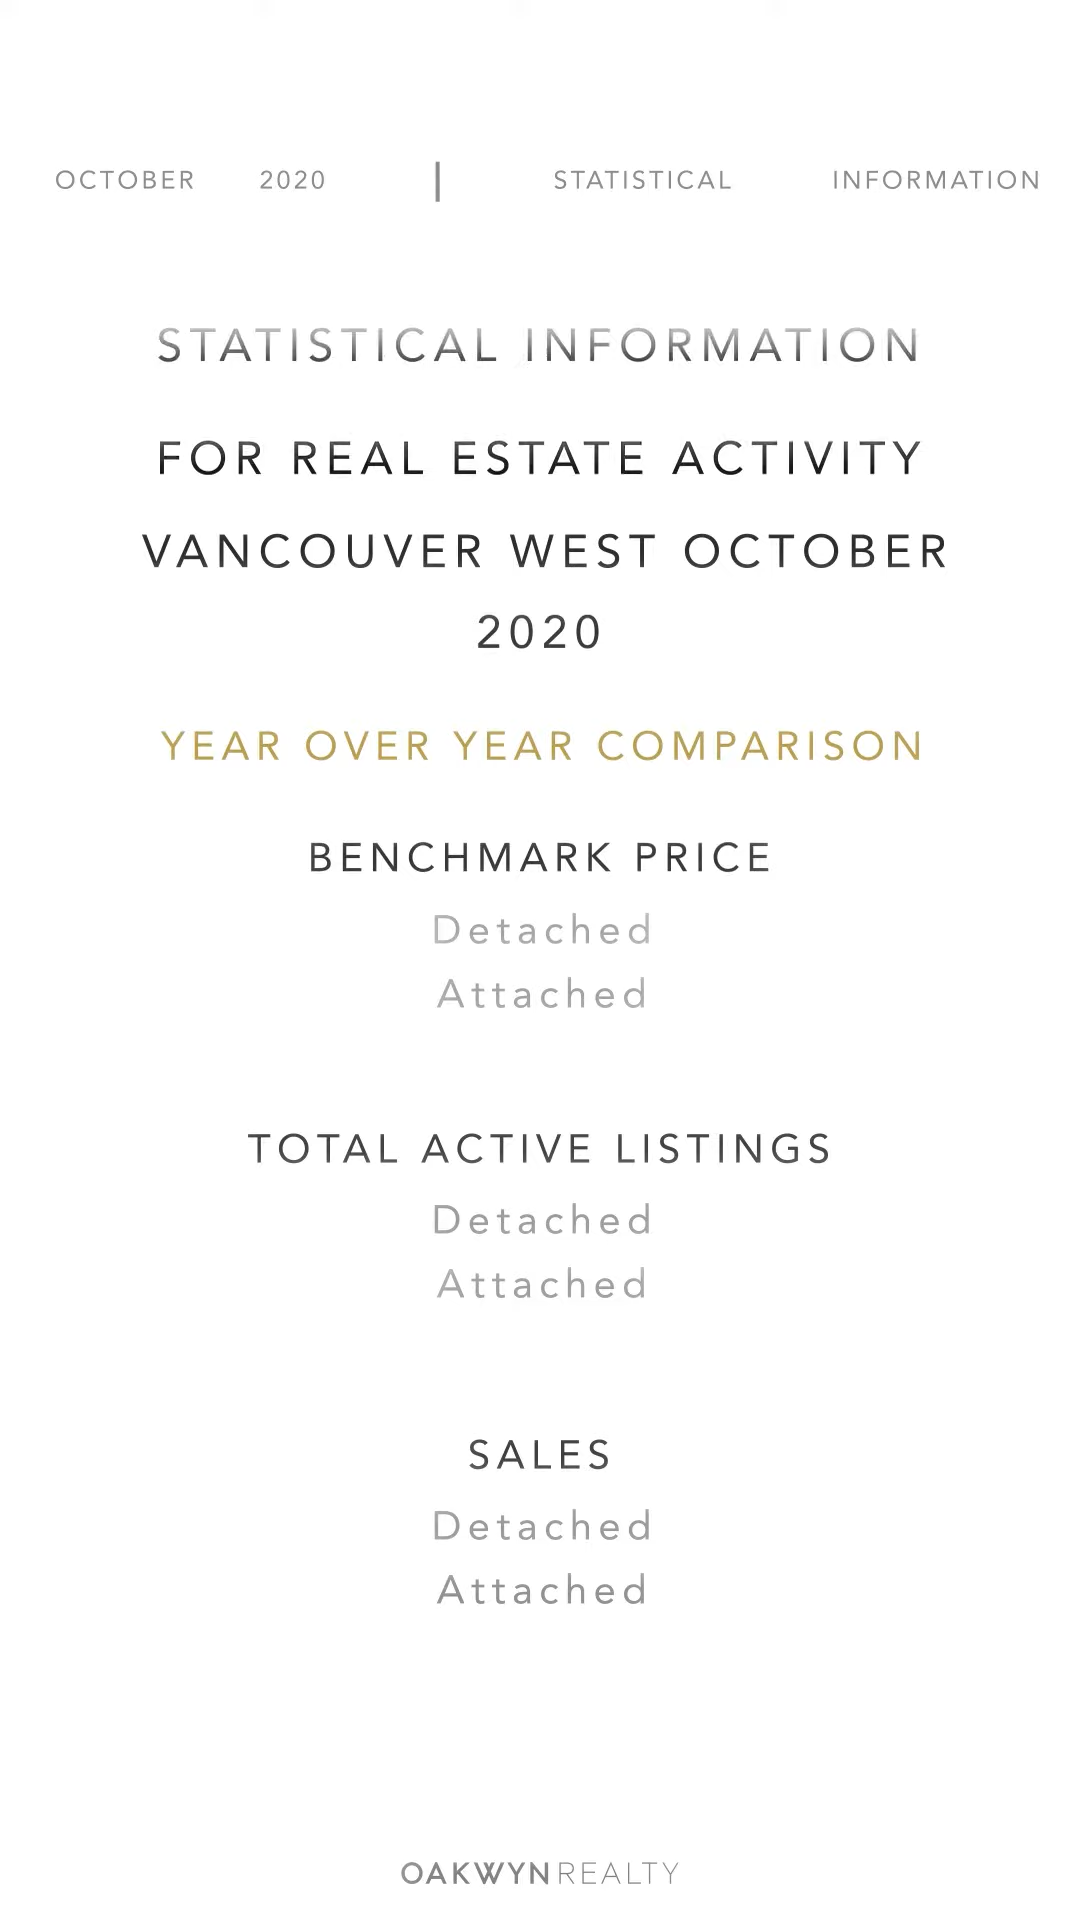 OCTOBER 2020 | STATISTICAL INFORMATION
STATISTICAL INFORMATION
FOR REAL ESTATE ACTIVITY
VANCOUVER WEST OCTOBER
2020
YEAR OVER YEAR COMPARISON
BENCHMARK PRICE
Detached
Attached
TOTAL ACTIVE LISTINGS
Detached
Attached
SALES
Detached
Attached
OAKWYN REALTY